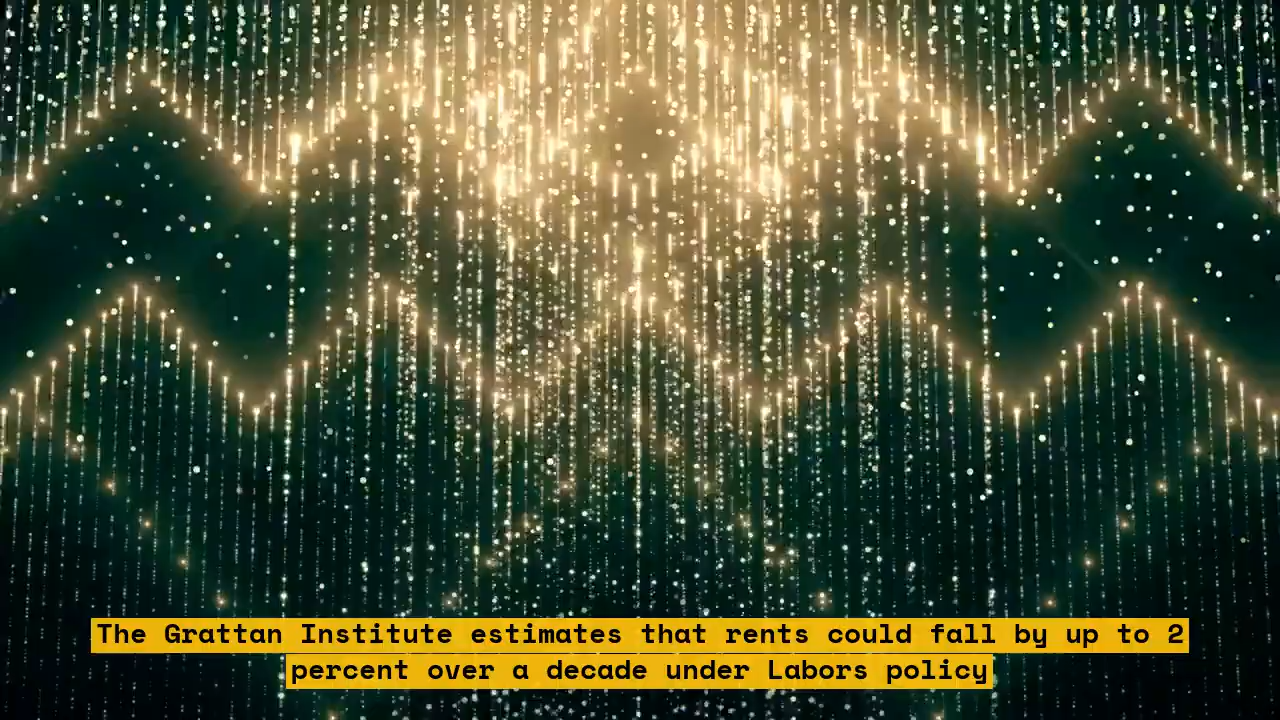 The Grattan Institute estimates that rents could fall by up to 2
percent over a decade under Labors policy